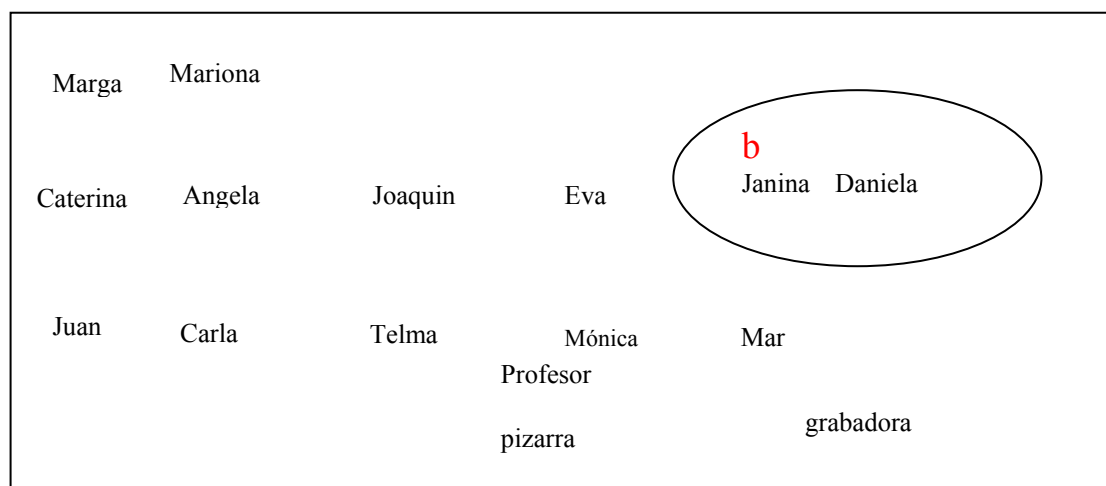 Marga Mariona
b
Caterina Angela Joaquin Eva Janina Daniela
Juan Carla Telma Mónica Mar
Profesor
grabadora
pizarra